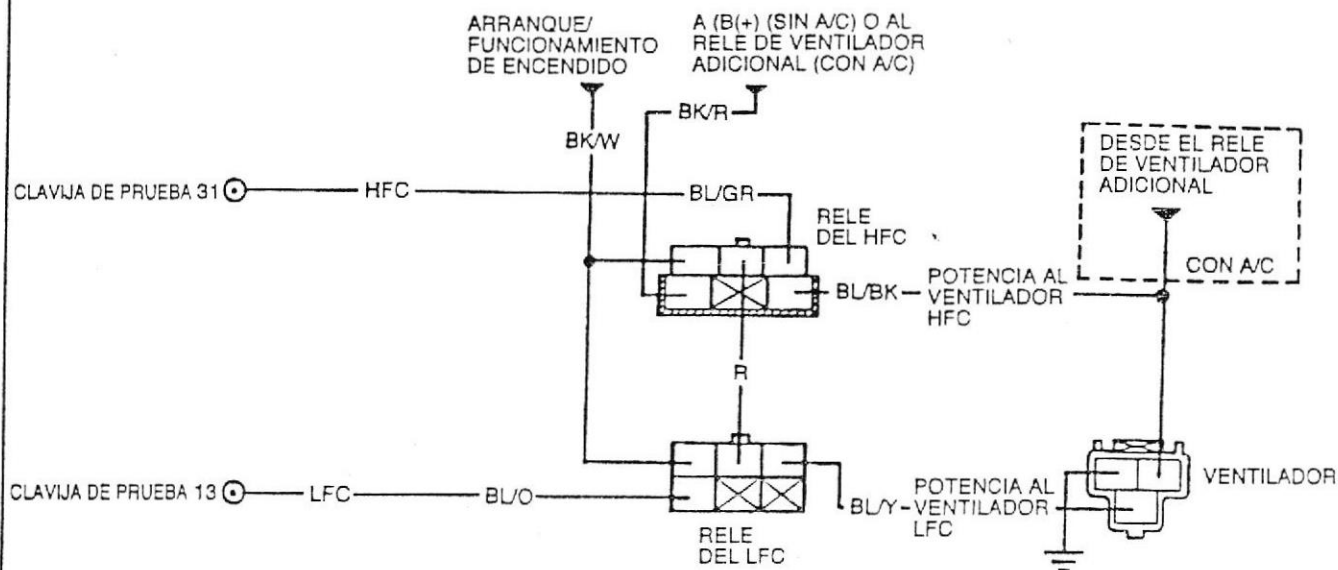 ARRANQUE/
FUNCIONAMIENTO
DE ENCENDIDO
A (B(+) (SIN A/C) O AL
RELE DE VENTILADOR
ADICIONAL (CON A/C)
BK/R
BK/W
DESDE EL RELE
DE VENTILADOR
ADICIONAL
CON A/C
CLAVIJA DE PRUEBA 31
HFC
BL/GR
RELE
DEL HFC
BL/BK
POTENCIA AL
VENTILADOR
HFC
R
CLAVIJA DE PRUEBA 13
LFC
BL/O
RELE
DEL LFC
BL/Y
POTENCIA AL
VENTILADOR
LFC
VENTILADOR